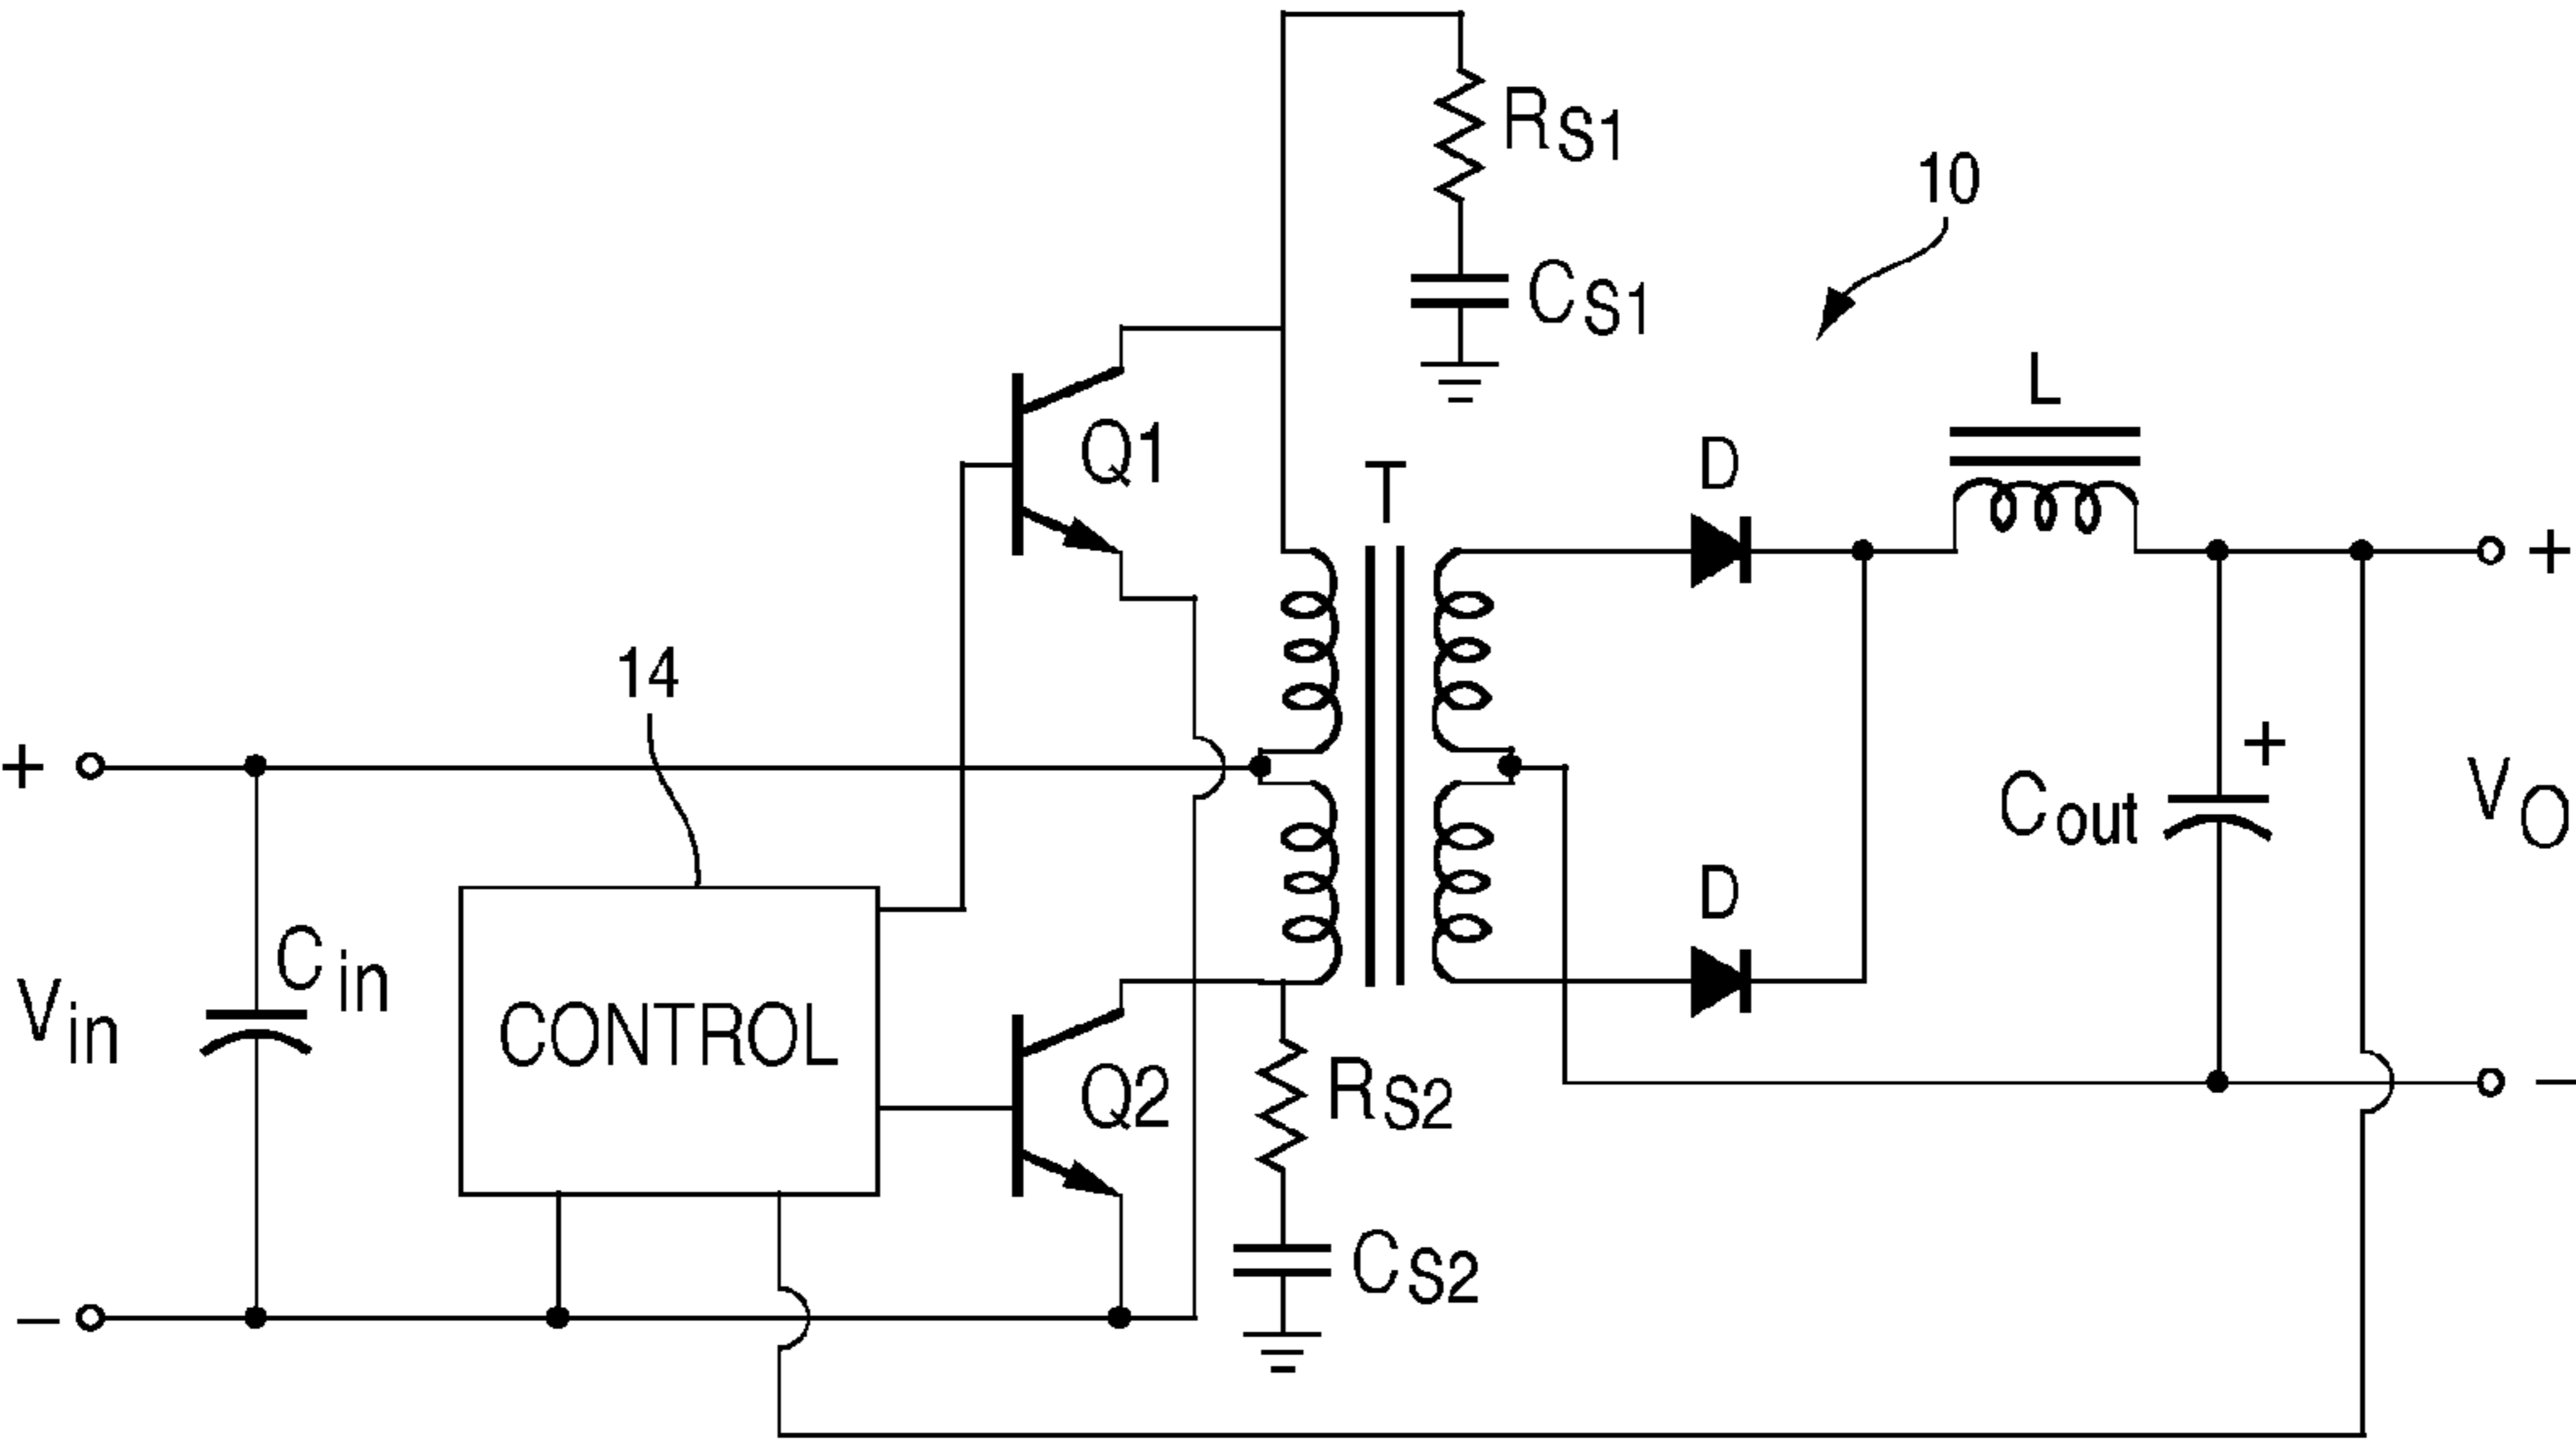 RS1
10
CS1
L
Q1
T
D
14
+
+
+
Cout
VO
D
Cin
Vin
CONTROL
Q2
RS2
–
CS2
–